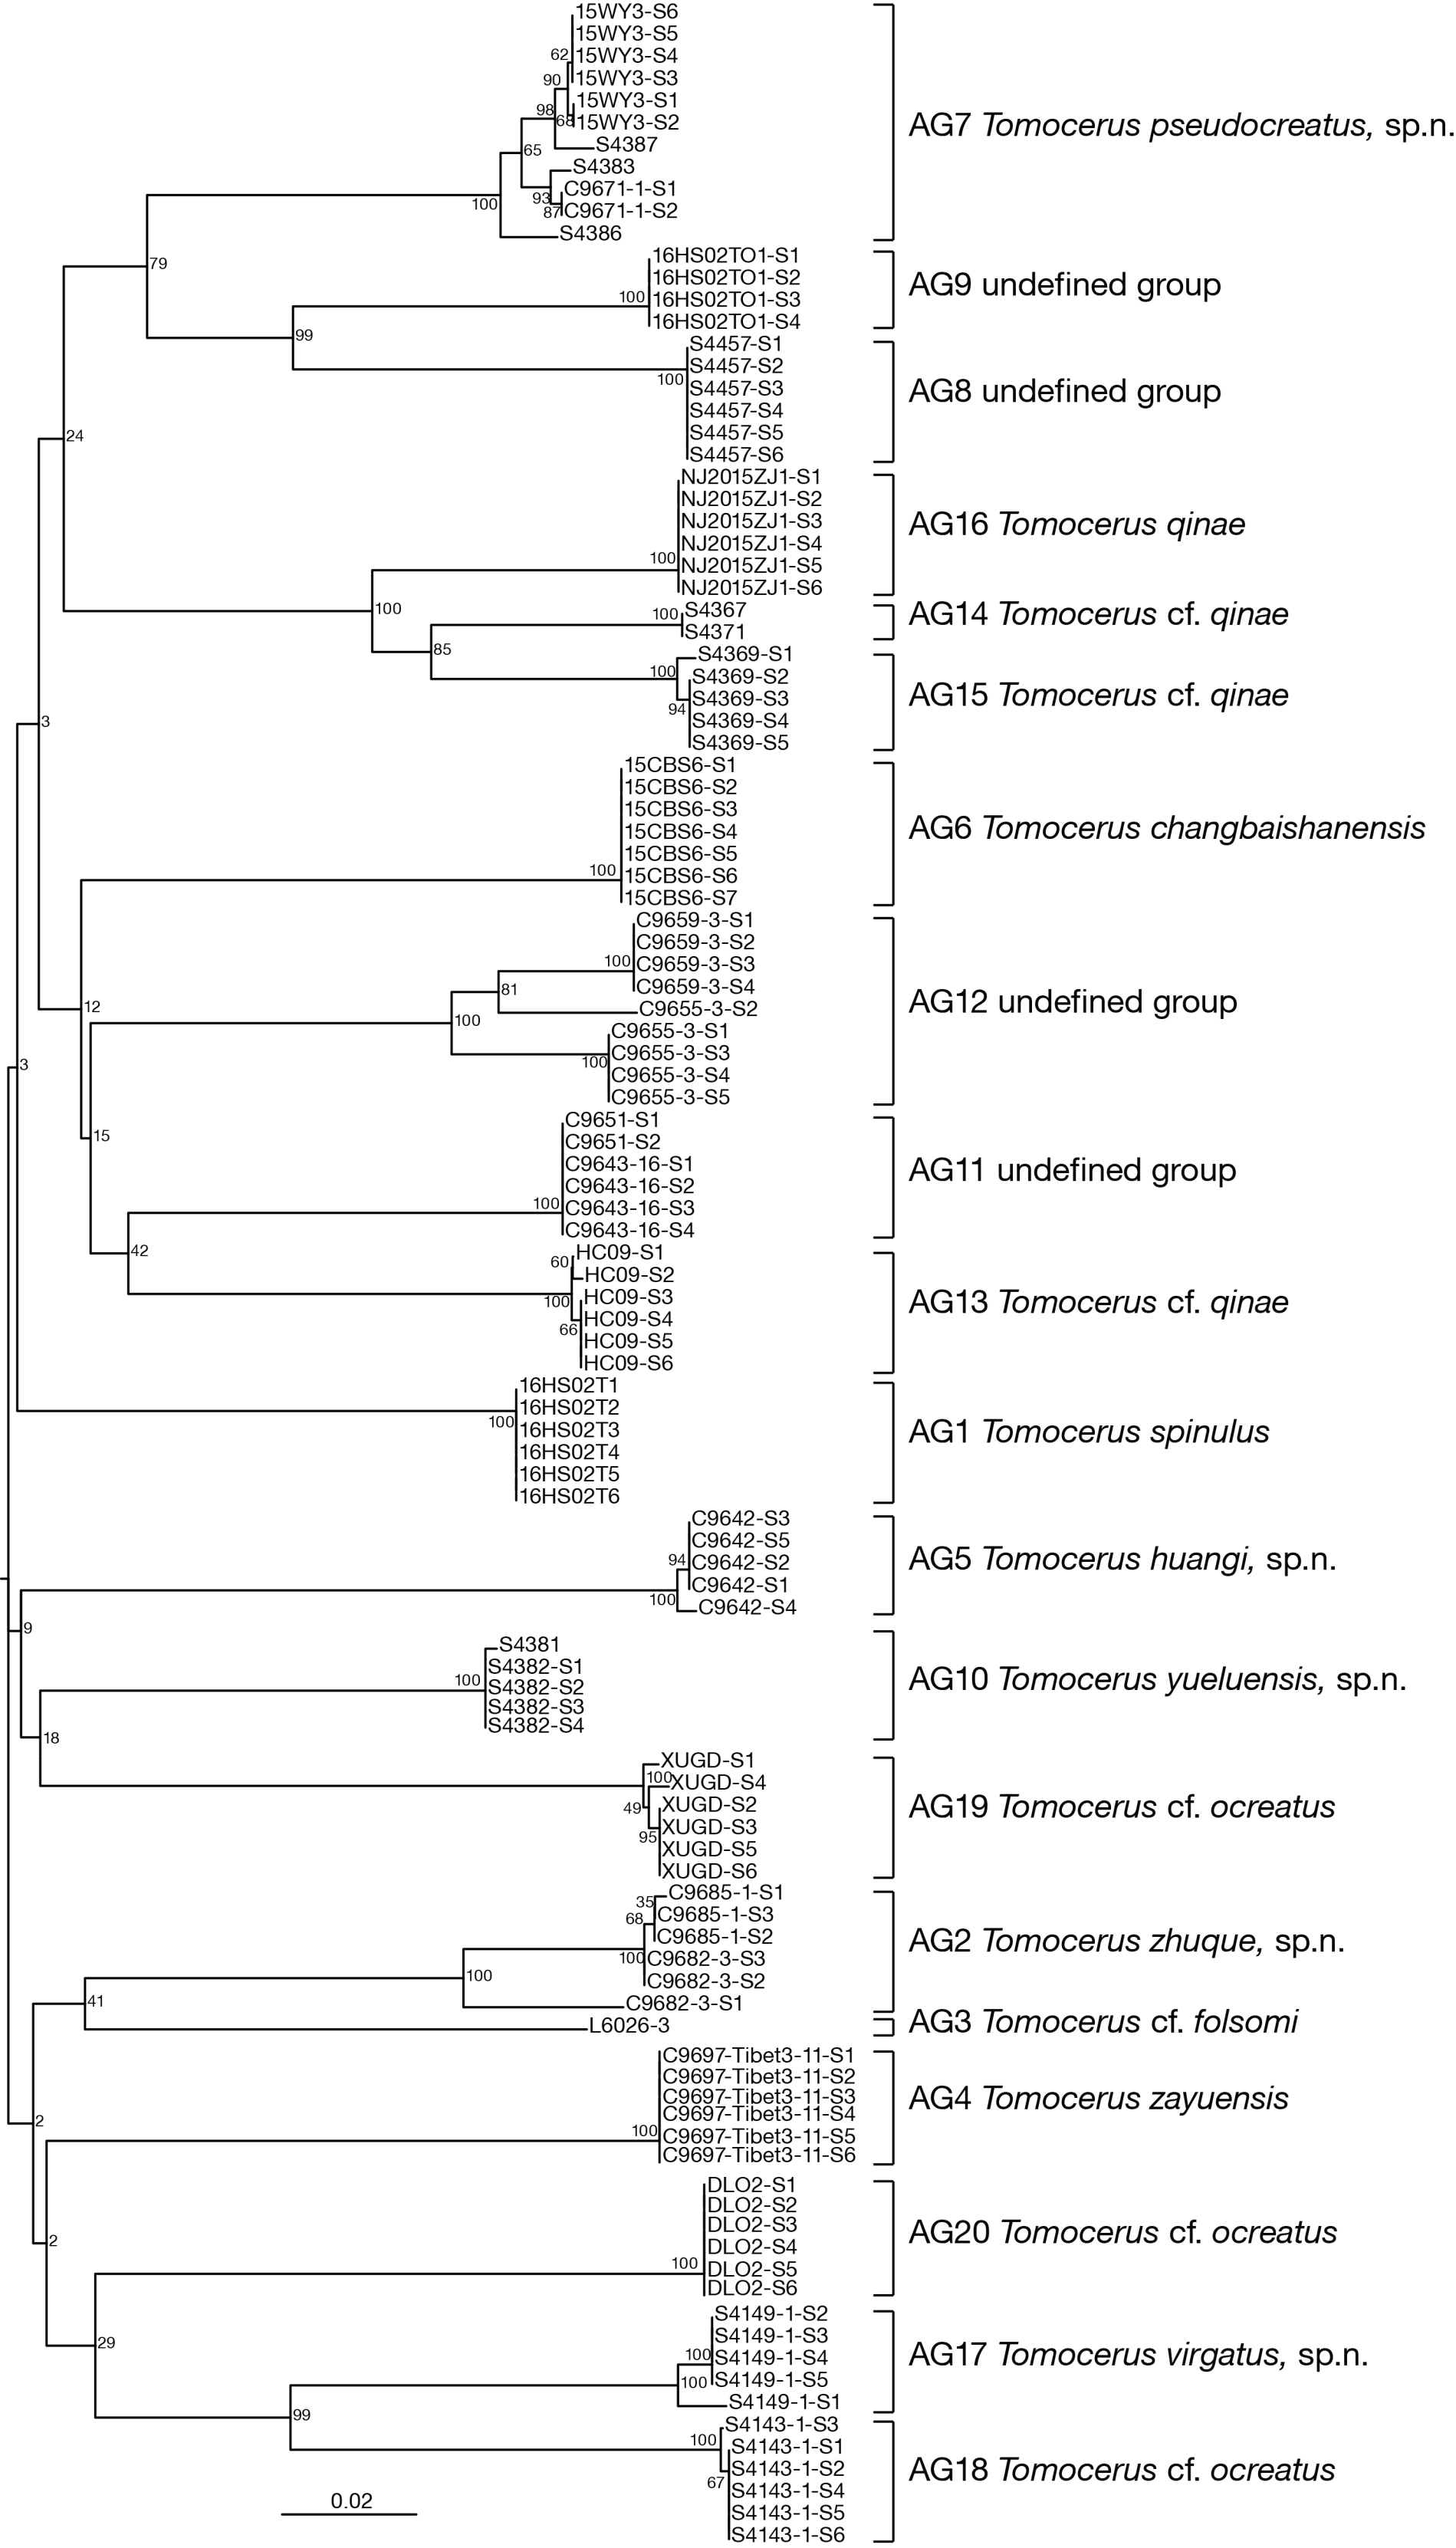 15WY3-S6
15WY3-S5
62
15WY3-S4
15WY3-S3
90
15WY3-S1
98
68
15WY3-S2
S4387
65
S4383
C9671-1-S1
93
87
C9671-1-S2
100
S4386
AG7 Tomocerus pseudocreatus, sp.n.
79
16HS02TO1-S1
16HS02TO1-S2
100
16HS02TO1-S3
16HS02TO1-S4
AG9 undefined group
99
S4457-S1
S4457-S2
100
S4457-S3
S4457-S4
S4457-S5
S4457-S6
AG8 undefined group
24
NJ2015ZJ1-S1
NJ2015ZJ1-S2
NJ2015ZJ1-S3
NJ2015ZJ1-S4
100
NJ2015ZJ1-S5
NJ2015ZJ1-S6
AG16 Tomocerus qinae
100
100
S4367
S4371
AG14 Tomocerus cf. qinae
85
S4369-S1
100
S4369-S2
S4369-S3
94
S4369-S4
S4369-S5
AG15 Tomocerus cf. qinae
3
15CBS6-S1
15CBS6-S2
15CBS6-S3
15CBS6-S4
15CBS6-S5
100
15CBS6-S6
15CBS6-S7
AG6 Tomocerus changbaishanensis
12
C9659-3-S1
C9659-3-S2
100
C9659-3-S3
C9659-3-S4
81
C9655-3-S2
100
C9655-3-S1
C9655-3-S3
100
C9655-3-S4
C9655-3-S5
AG12 undefined group
3
15
C9651-S1
C9651-S2
C9643-16-S1
C9643-16-S2
100
C9643-16-S3
C9643-16-S4
AG11 undefined group
42
HC09-S1
60
HC09-S2
100
HC09-S3
HC09-S4
66
HC09-S5
HC09-S6
AG13 Tomocerus cf. qinae
16HS02T1
16HS02T2
100
16HS02T3
16HS02T4
16HS02T5
16HS02T6
AG1 Tomocerus spinulus
C9642-S3
C9642-S5
94
C9642-S2
C9642-S1
100
C9642-S4
AG5 Tomocerus huangi, sp.n.
9
S4381
S4382-S1
100
S4382-S2
S4382-S3
S4382-S4
AG10 Tomocerus yueluensis, sp.n.
18
XUGD-S1
100
XUGD-S4
49
XUGD-S2
XUGD-S3
95
XUGD-S5
XUGD-S6
AG19 Tomocerus cf. ocreatus
C9685-1-S1
35
C9685-1-S3
68
C9685-1-S2
100
C9682-3-S3
100
C9682-3-S2
C9682-3-S1
AG2 Tomocerus zhuque, sp.n.
41
L6026-3
AG3 Tomocerus cf. folsomi
C9697-Tibet3-11-S1
C9697-Tibet3-11-S2
C9697-Tibet3-11-S3
C9697-Tibet3-11-S4
100
C9697-Tibet3-11-S5
C9697-Tibet3-11-S6
AG4 Tomocerus zayuensis
2
2
DLO2-S1
DLO2-S2
DLO2-S3
DLO2-S4
100
DLO2-S5
DLO2-S6
AG20 Tomocerus cf. ocreatus
29
S4149-1-S2
S4149-1-S3
100
S4149-1-S4
100
S4149-1-S5
S4149-1-S1
AG17 Tomocerus virgatus, sp.n.
99
S4143-1-S3
100
S4143-1-S1
S4143-1-S2
67
S4143-1-S4
S4143-1-S5
S4143-1-S6
AG18 Tomocerus cf. ocreatus
0.02